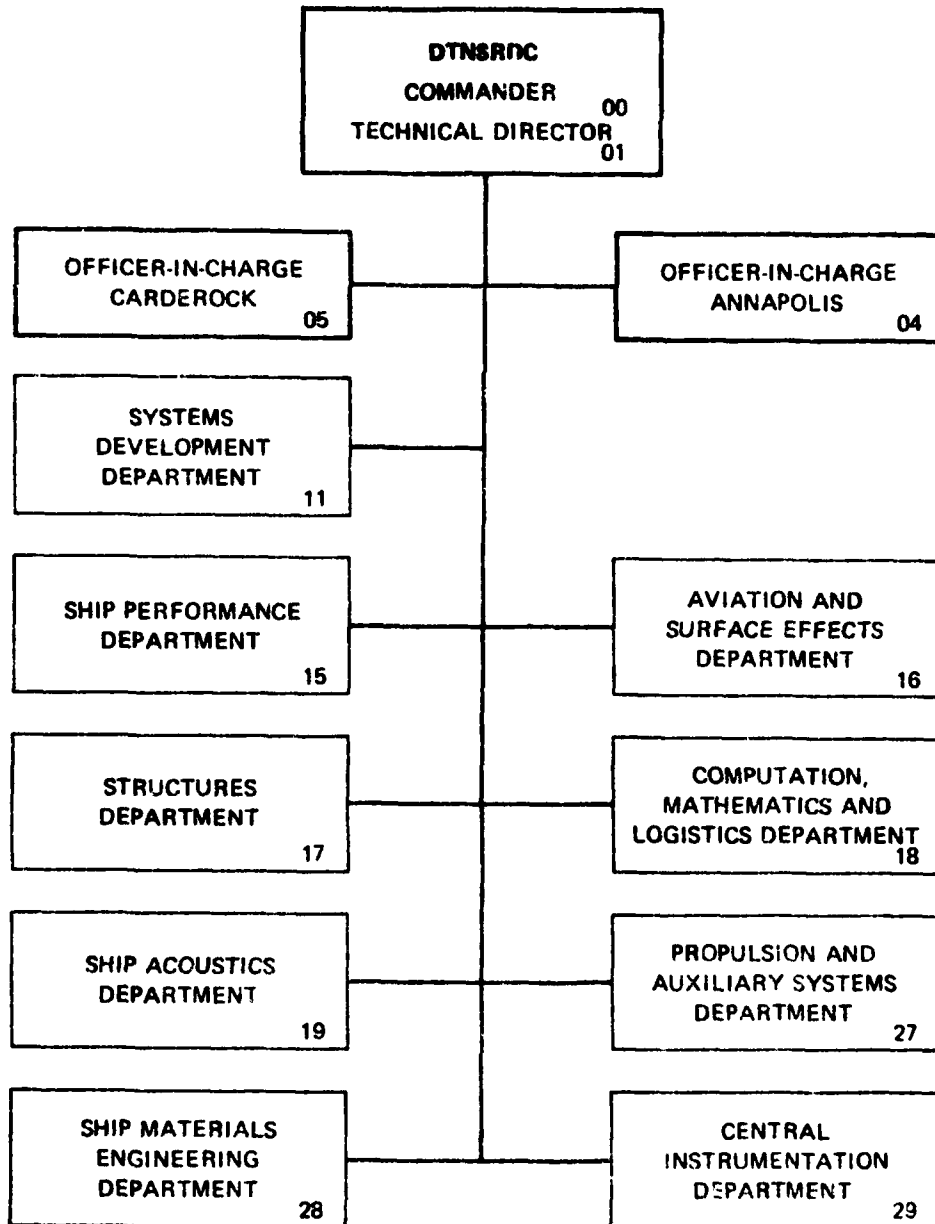 DTNSRDC
COMMANDER
00
TECHNICAL DIRECTOR
01
OFFICER-IN-CHARGE
CARDEROCK
05
OFFICER-IN-CHARGE
ANNAPOLIS
04
SYSTEMS
DEVELOPMENT
DEPARTMENT
11
SHIP PERFORMANCE
DEPARTMENT
15
AVIATION AND
SURFACE EFFECTS
DEPARTMENT
16
STRUCTURES
DEPARTMENT
17
COMPUTATION,
MATHEMATICS AND
LOGISTICS DEPARTMENT
18
SHIP ACOUSTICS
DEPARTMENT
19
PROPULSION AND
AUXILIARY SYSTEMS
DEPARTMENT
27
SHIP MATERIALS
ENGINEERING
DEPARTMENT
28
CENTRAL
INSTRUMENTATION
DEPARTMENT
29